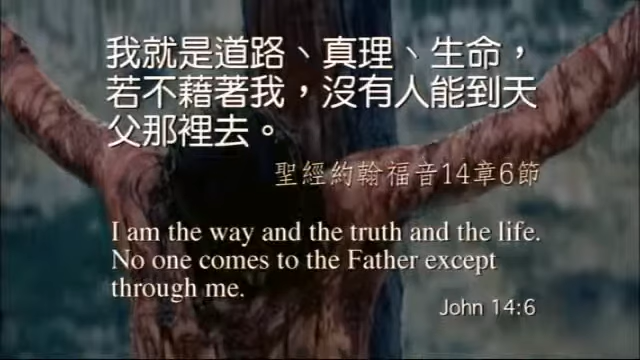 我就是道路、真理、生命，
若不藉著我，沒有人能到天
父那裡去。
聖經約翰福音14章6節
I am the way and the truth and the life.
No one comes to the Father except
through me.
John 14:6